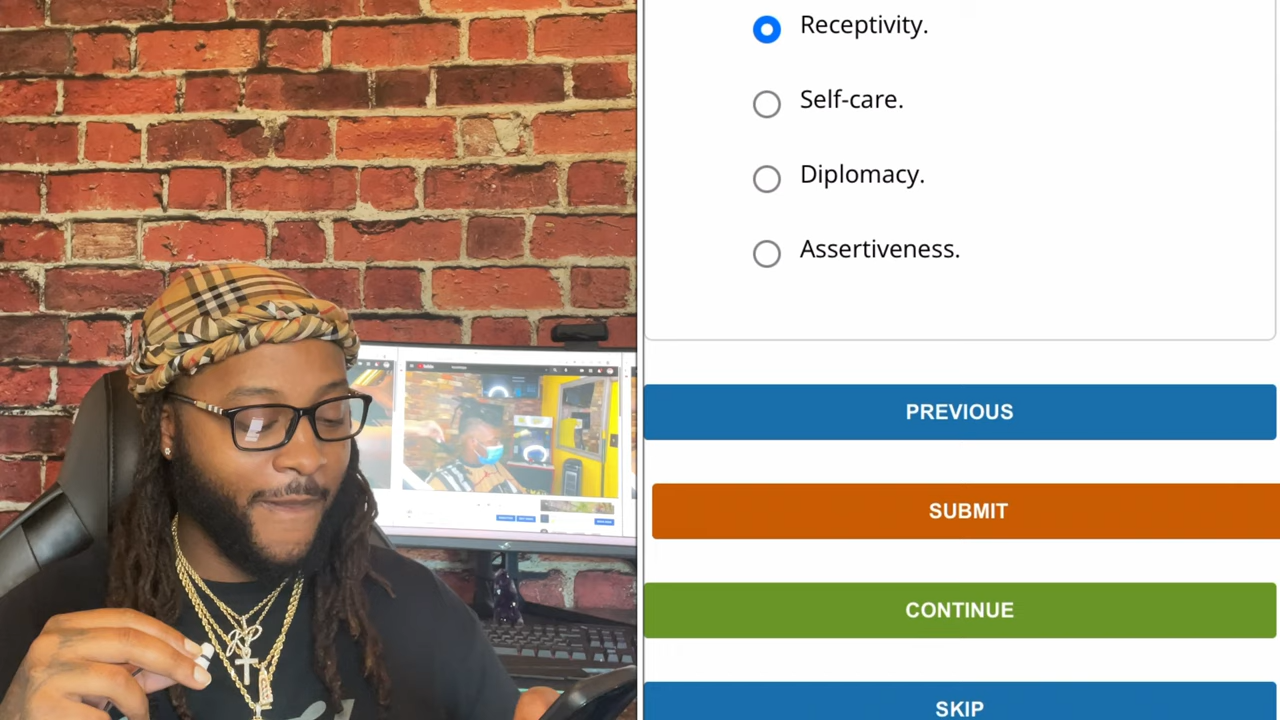 Receptivity.
Self-care.
Diplomacy.
Assertiveness.
PREVIOUS
SUBMIT
CONTINUE
SKIP